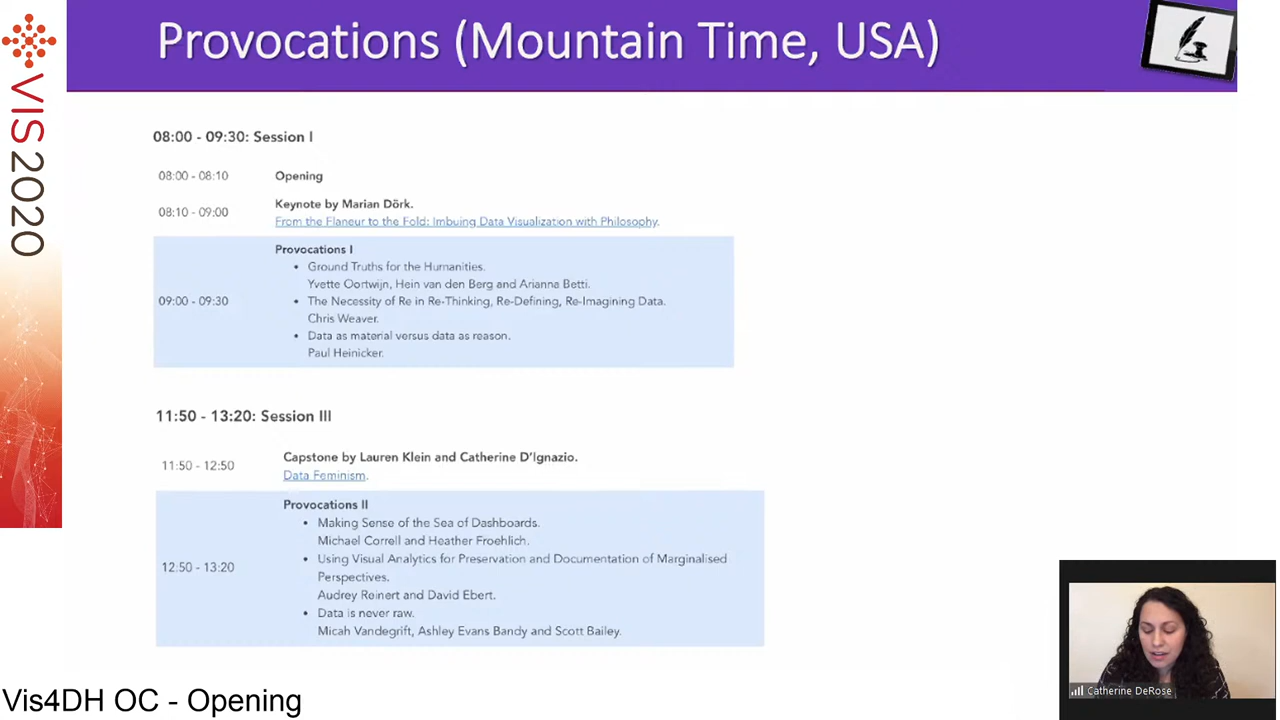 Provocations (Mountain Time, USA)
VIS2020
08:00 - 09:30: Session I
08:00 - 08:10 Opening
08:10 - 09:00 Keynote by Marian Dörk.
From the Flaneur to the Fold: Imbuing Data Visualization with Philosophy.
Provocations I
• Ground Truths for the Humanities.
Yvette Oortwijn, Hein van den Berg and Arianna Betti.
09:00 - 09:30
• The Necessity of Re in Re-Thinking, Re-Defining, Re-Imagining Data.
Chris Weaver.
• Data as material versus data as reason.
Paul Heinicker.
11:50 - 13:20: Session III
11:50 - 12:50 Capstone by Lauren Klein and Catherine D'Ignazio.
Data Feminism.
Provocations II
• Making Sense of the Sea of Dashboards.
Michael Correll and Heather Froehlich.
• Using Visual Analytics for Preservation and Documentation of Marginalised
12:50 - 13:20
Perspectives.
Audrey Reinert and David Ebert.
• Data is never raw.
Micah Vandegrift, Ashley Evans Bandy and Scott Bailey.
Catherine DeRose
Vis4DH OC - Opening